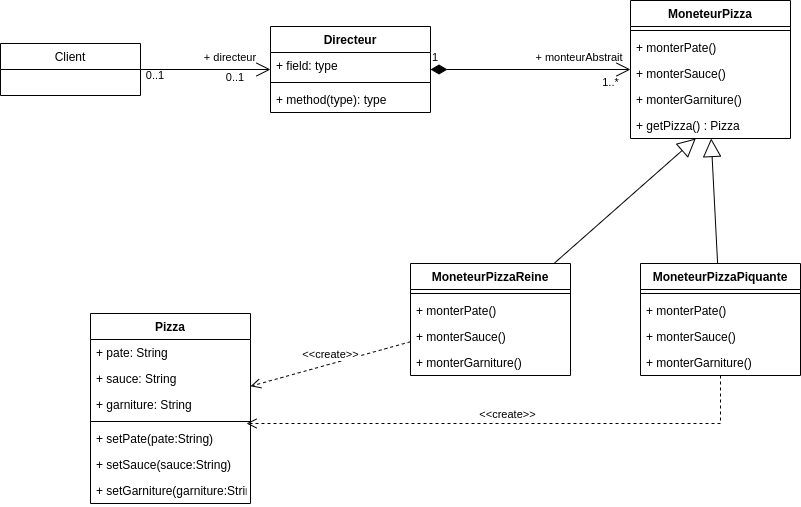 Client
0..1
+ directeur
0..1
Directeur
+ field: type
+ method(type): type
1
+ monteurAbstrait
1..*
MoneteurPizza
+ monterPate()
+ monterSauce()
+ monterGarniture()
+ getPizza() : Pizza
MoneteurPizzaReine
+ monterPate()
+ monterSauce()
+ monterGarniture()
MoneteurPizzaPiquante
+ monterPate()
+ monterSauce()
+ monterGarniture()
<<create>>
<<create>>
Pizza
+ pate: String
+ sauce: String
+ garniture: String
+ setPate(pate:String)
+ setSauce(sauce:String)
+ setGarniture(garniture:Stri